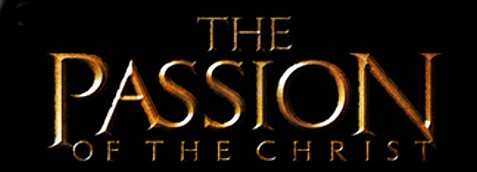 THE
PASSION
OF THE CHRIST